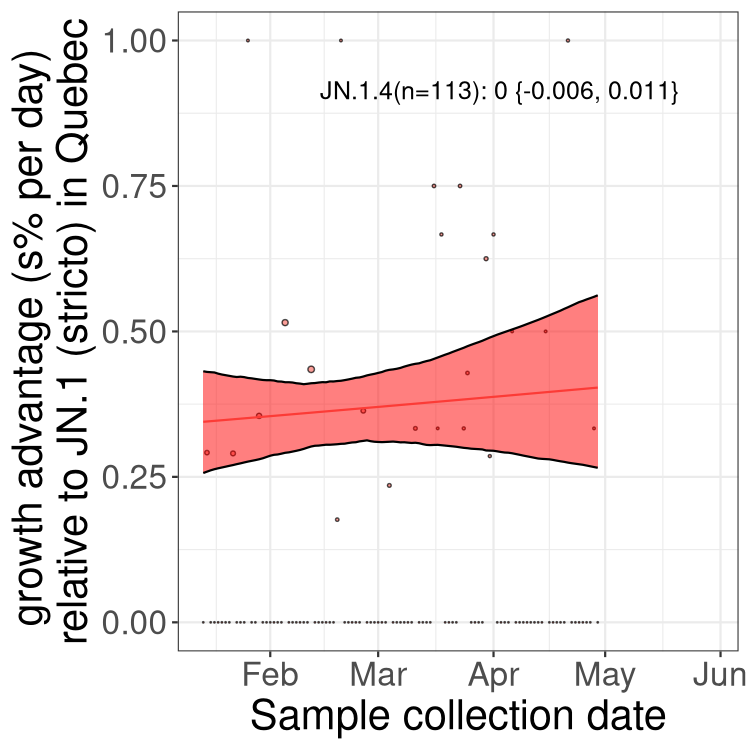 growth advantage (s% per day)
relative to JN.1 (stricto) in Quebec
1.00
0.75
0.50
0.25
0.00
JN.1.4(n=113): 0 {-0.006, 0.011}
Feb Mar Apr May Jun
Sample collection date